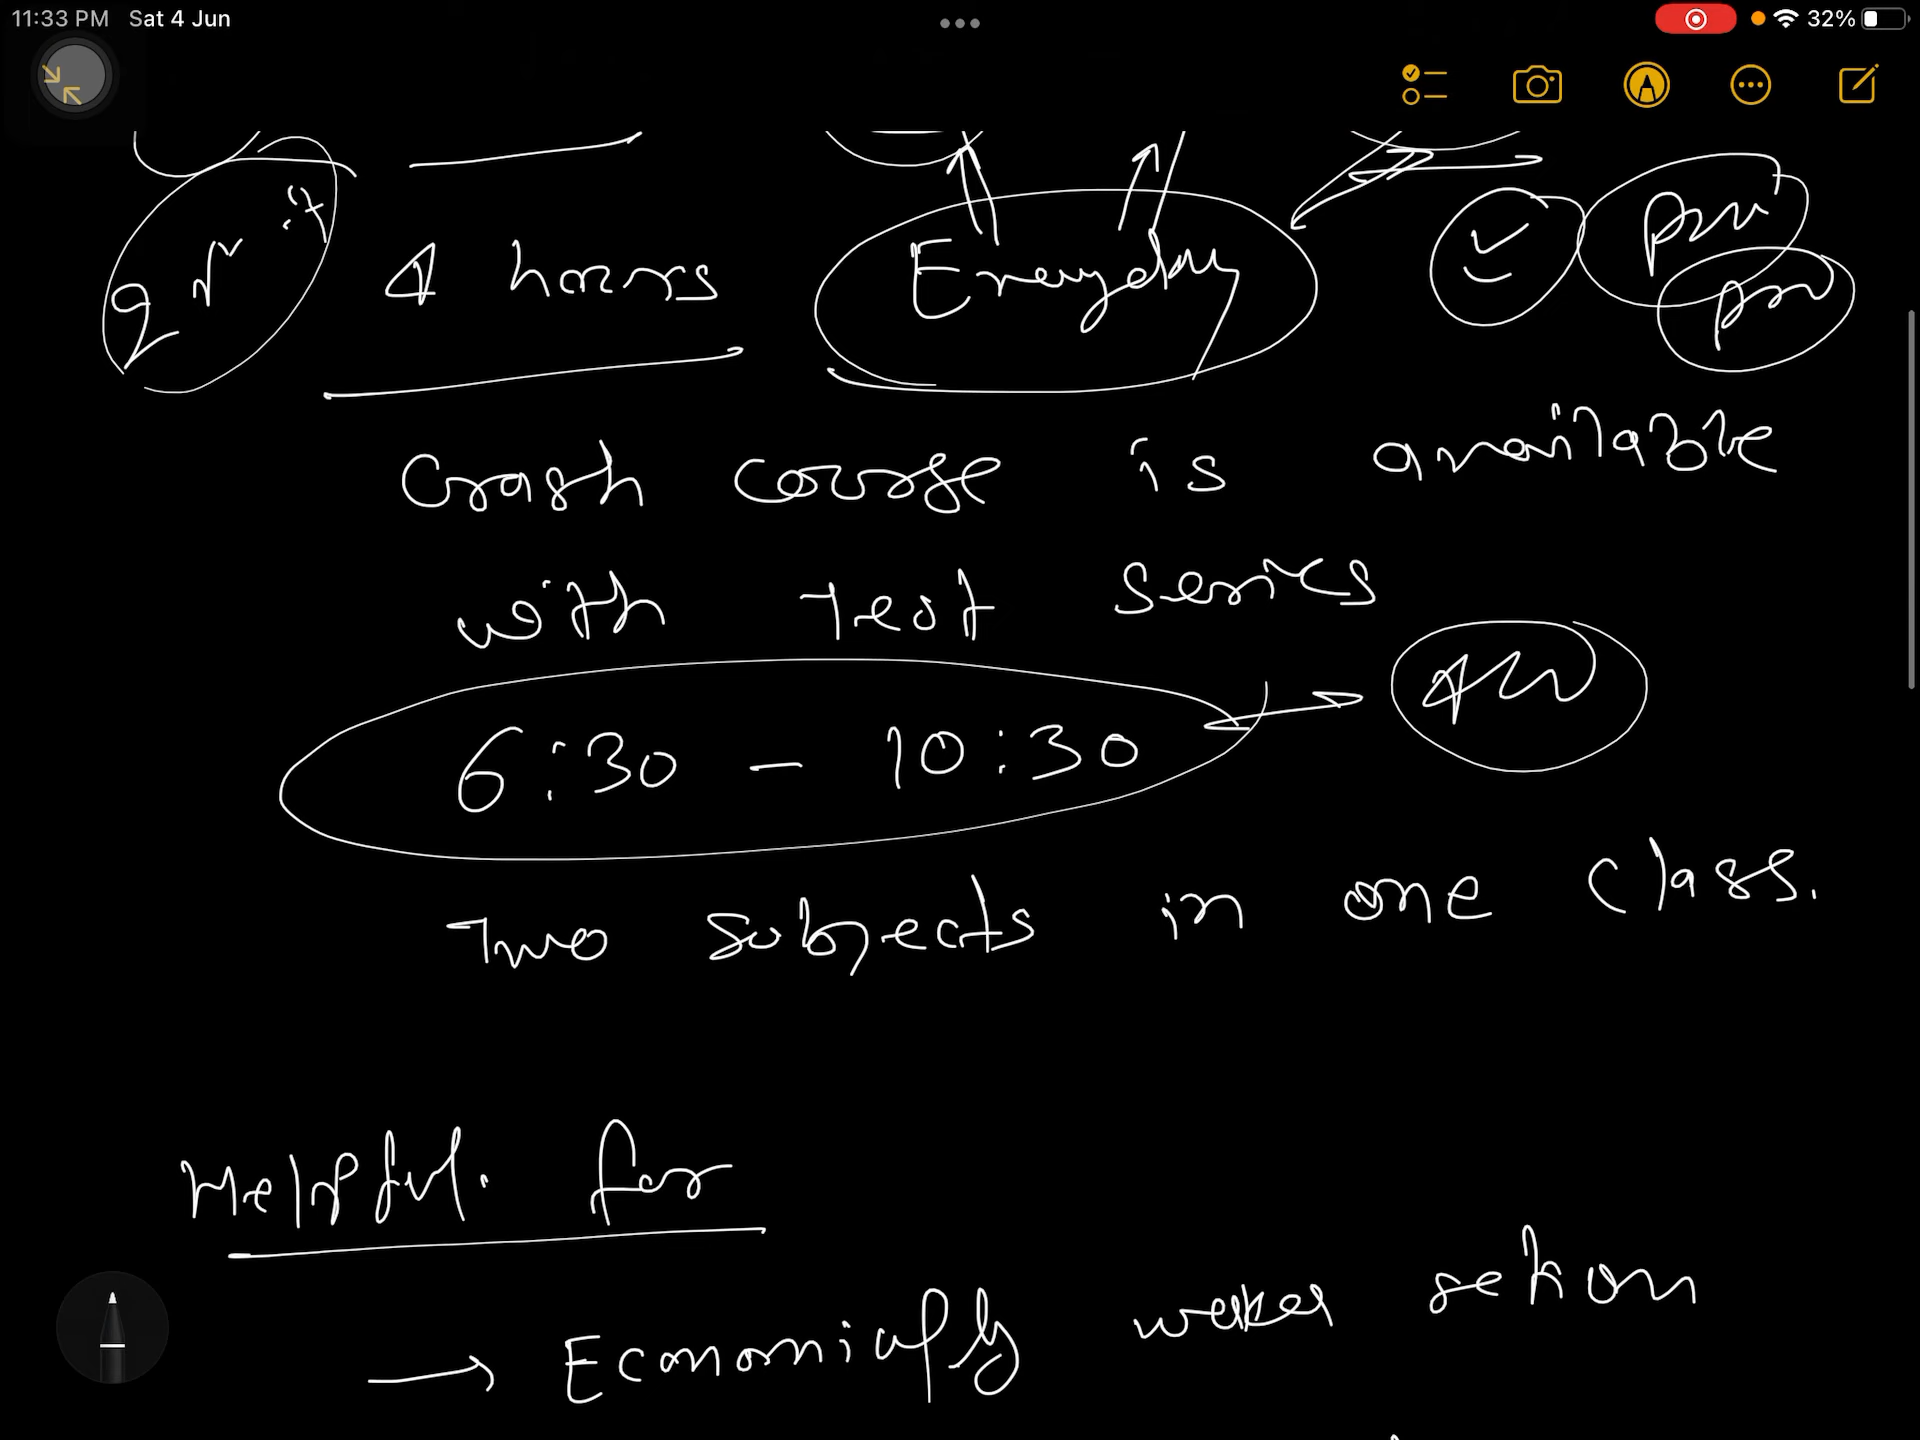 11:33 PM Sat 4 Jun
32%
4 hours Everyday
Crash course is available
with test series
6:30 - 10:30
Two subjects in one class.
Helpful. for
→ Economically weaker section